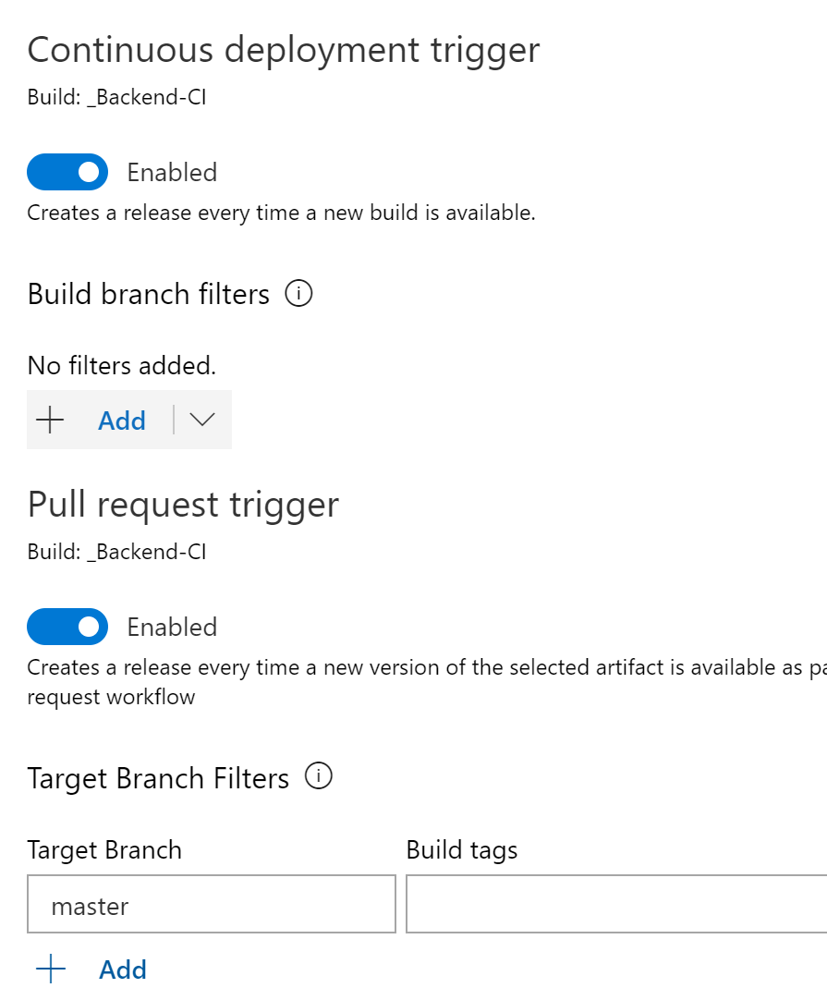 Continuous deployment trigger
Build: _Backend-CI
Enabled
Creates a release every time a new build is available.
Build branch filters
No filters added.
Add
Pull request trigger
Build: _Backend-CI
Enabled
Creates a release every time a new version of the selected artifact is available as
request workflow
Target Branch Filters
Target Branch Build tags
master
Add